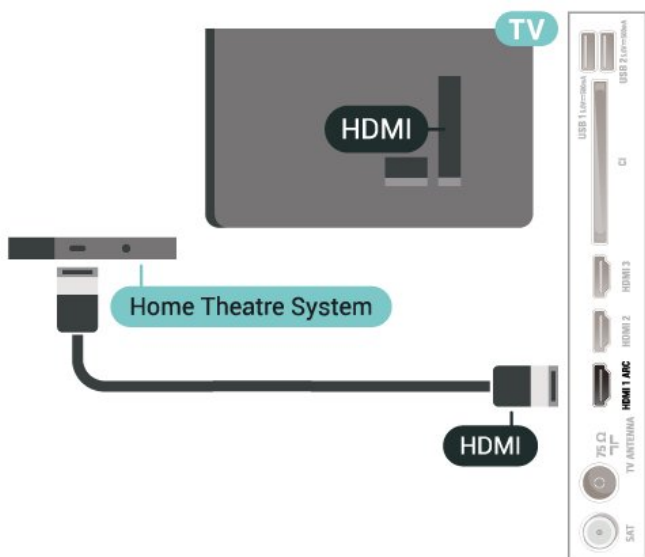 TV
HDMI
Home Theatre System
HDMI
USB 2
USB 1
CI
HDMI 3
HDMI 2
HDMI 1 ARC
75 Ω
TV ANTENNA
SAT